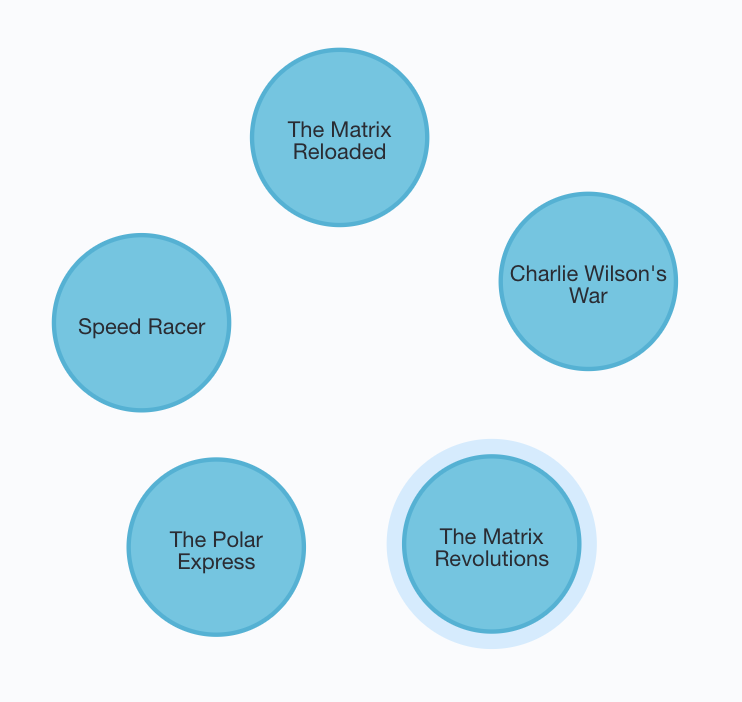 The Matrix
Reloaded
Charlie Wilson's
War
Speed Racer
The Polar
Express
The Matrix
Revolutions